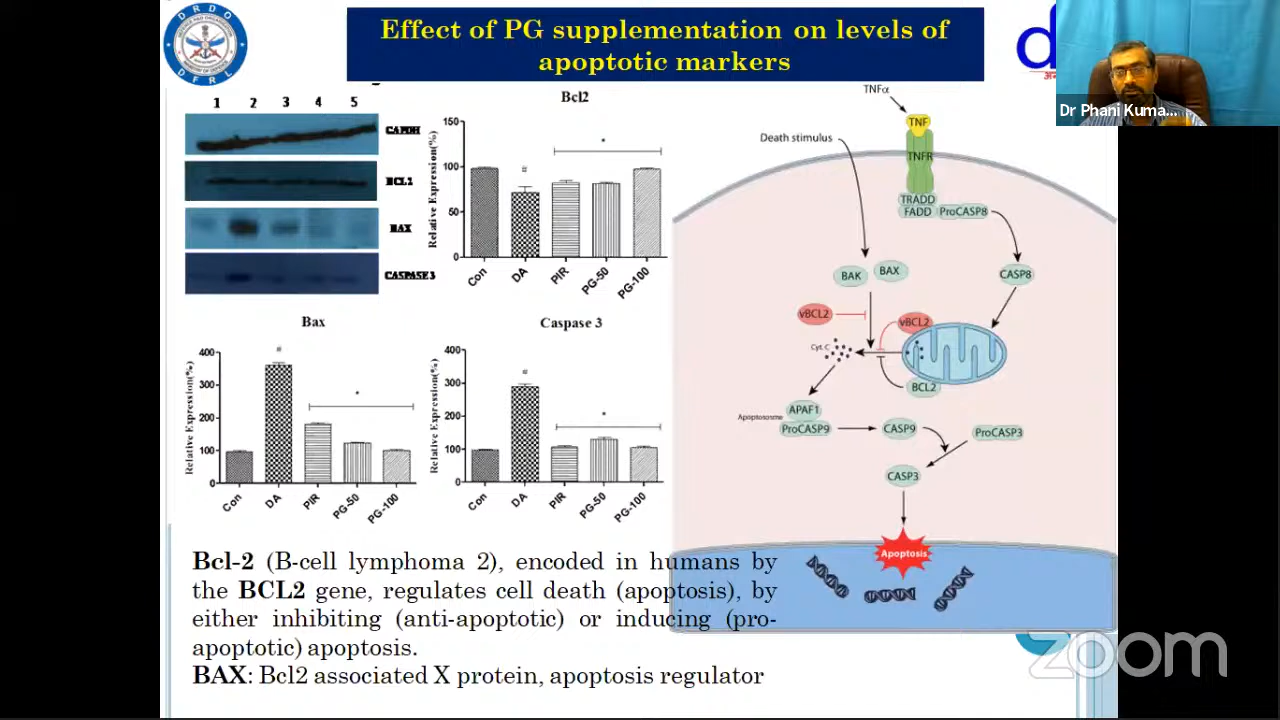 DRDO
MINISTRY OF DEFENCE
DFRL
Effect of PG supplementation on levels of
apoptotic markers
d
Dr Phani Kuma...
1 2 3 4 5
GAPDH
BCL2
BAX
CASPASE 3
Bcl2
Relative Expression(%)
150
100
50
0
#
*
Con
DA
PIR
PG-50
PG-100
Bax
Relative Expression(%)
400
300
200
100
0
#
*
Con
DA
PIR
PG-50
PG-100
Caspase 3
Relative Expression(%)
400
300
200
100
0
#
*
Con
DA
PIR
PG-50
PG-100
TNFα
Death stimulus
TNF
TNFR
TRADD
FADD
ProCASP8
BAK
BAX
CASP8
vBCL2
vBCL2
Cyt. C
BCL2
APAF1
Apoptososme
ProCASP9
CASP9
ProCASP3
CASP3
Apoptosis
Bcl-2 (B-cell lymphoma 2), encoded in humans by
the BCL2 gene, regulates cell death (apoptosis), by
either inhibiting (anti-apoptotic) or inducing (pro-
apoptotic) apoptosis.
BAX: Bcl2 associated X protein, apoptosis regulator
zoom